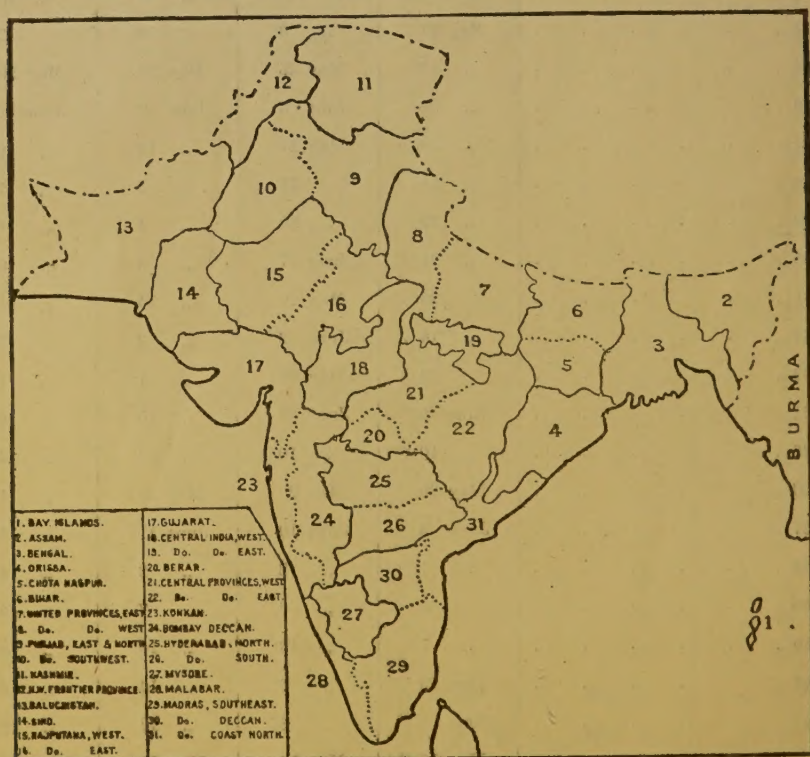 12
11
10
9
13
8
15
14
16
7
6
2
19
3
17
18
5
21
20
22
4
25
23
24
26
31
30
27
1
28
29
BURMA
1. BAY ISLANDS.
2. ASSAM.
3. BENGAL.
4. ORISSA.
5. CHOTA NAGPUR.
6. BIHAR.
7. UNITED PROVINCES, EAST
8. Do. Do. WEST
9. PUNJAB, EAST & NORTH
10. Do. SOUTHWEST.
11. KASHMIR.
12. N.W. FRONTIER PROVINCE
13. BALUCHISTAN.
14. SIND.
15. RAJPUTANA, WEST.
16. Do. EAST.
17. GUJARAT.
18. CENTRAL INDIA, WEST.
19. Do. Do. EAST.
20. BERAR.
21. CENTRAL PROVINCES, WEST
22. Do. Do. EAST.
23. KONKAN.
24. BOMBAY DECCAN.
25. HYDERABAD, NORTH.
26. Do. SOUTH.
27. MYSORE.
28. MALABAR.
29. MADRAS, SOUTHEAST.
30. Do. DECCAN.
31. Do. COAST NORTH.